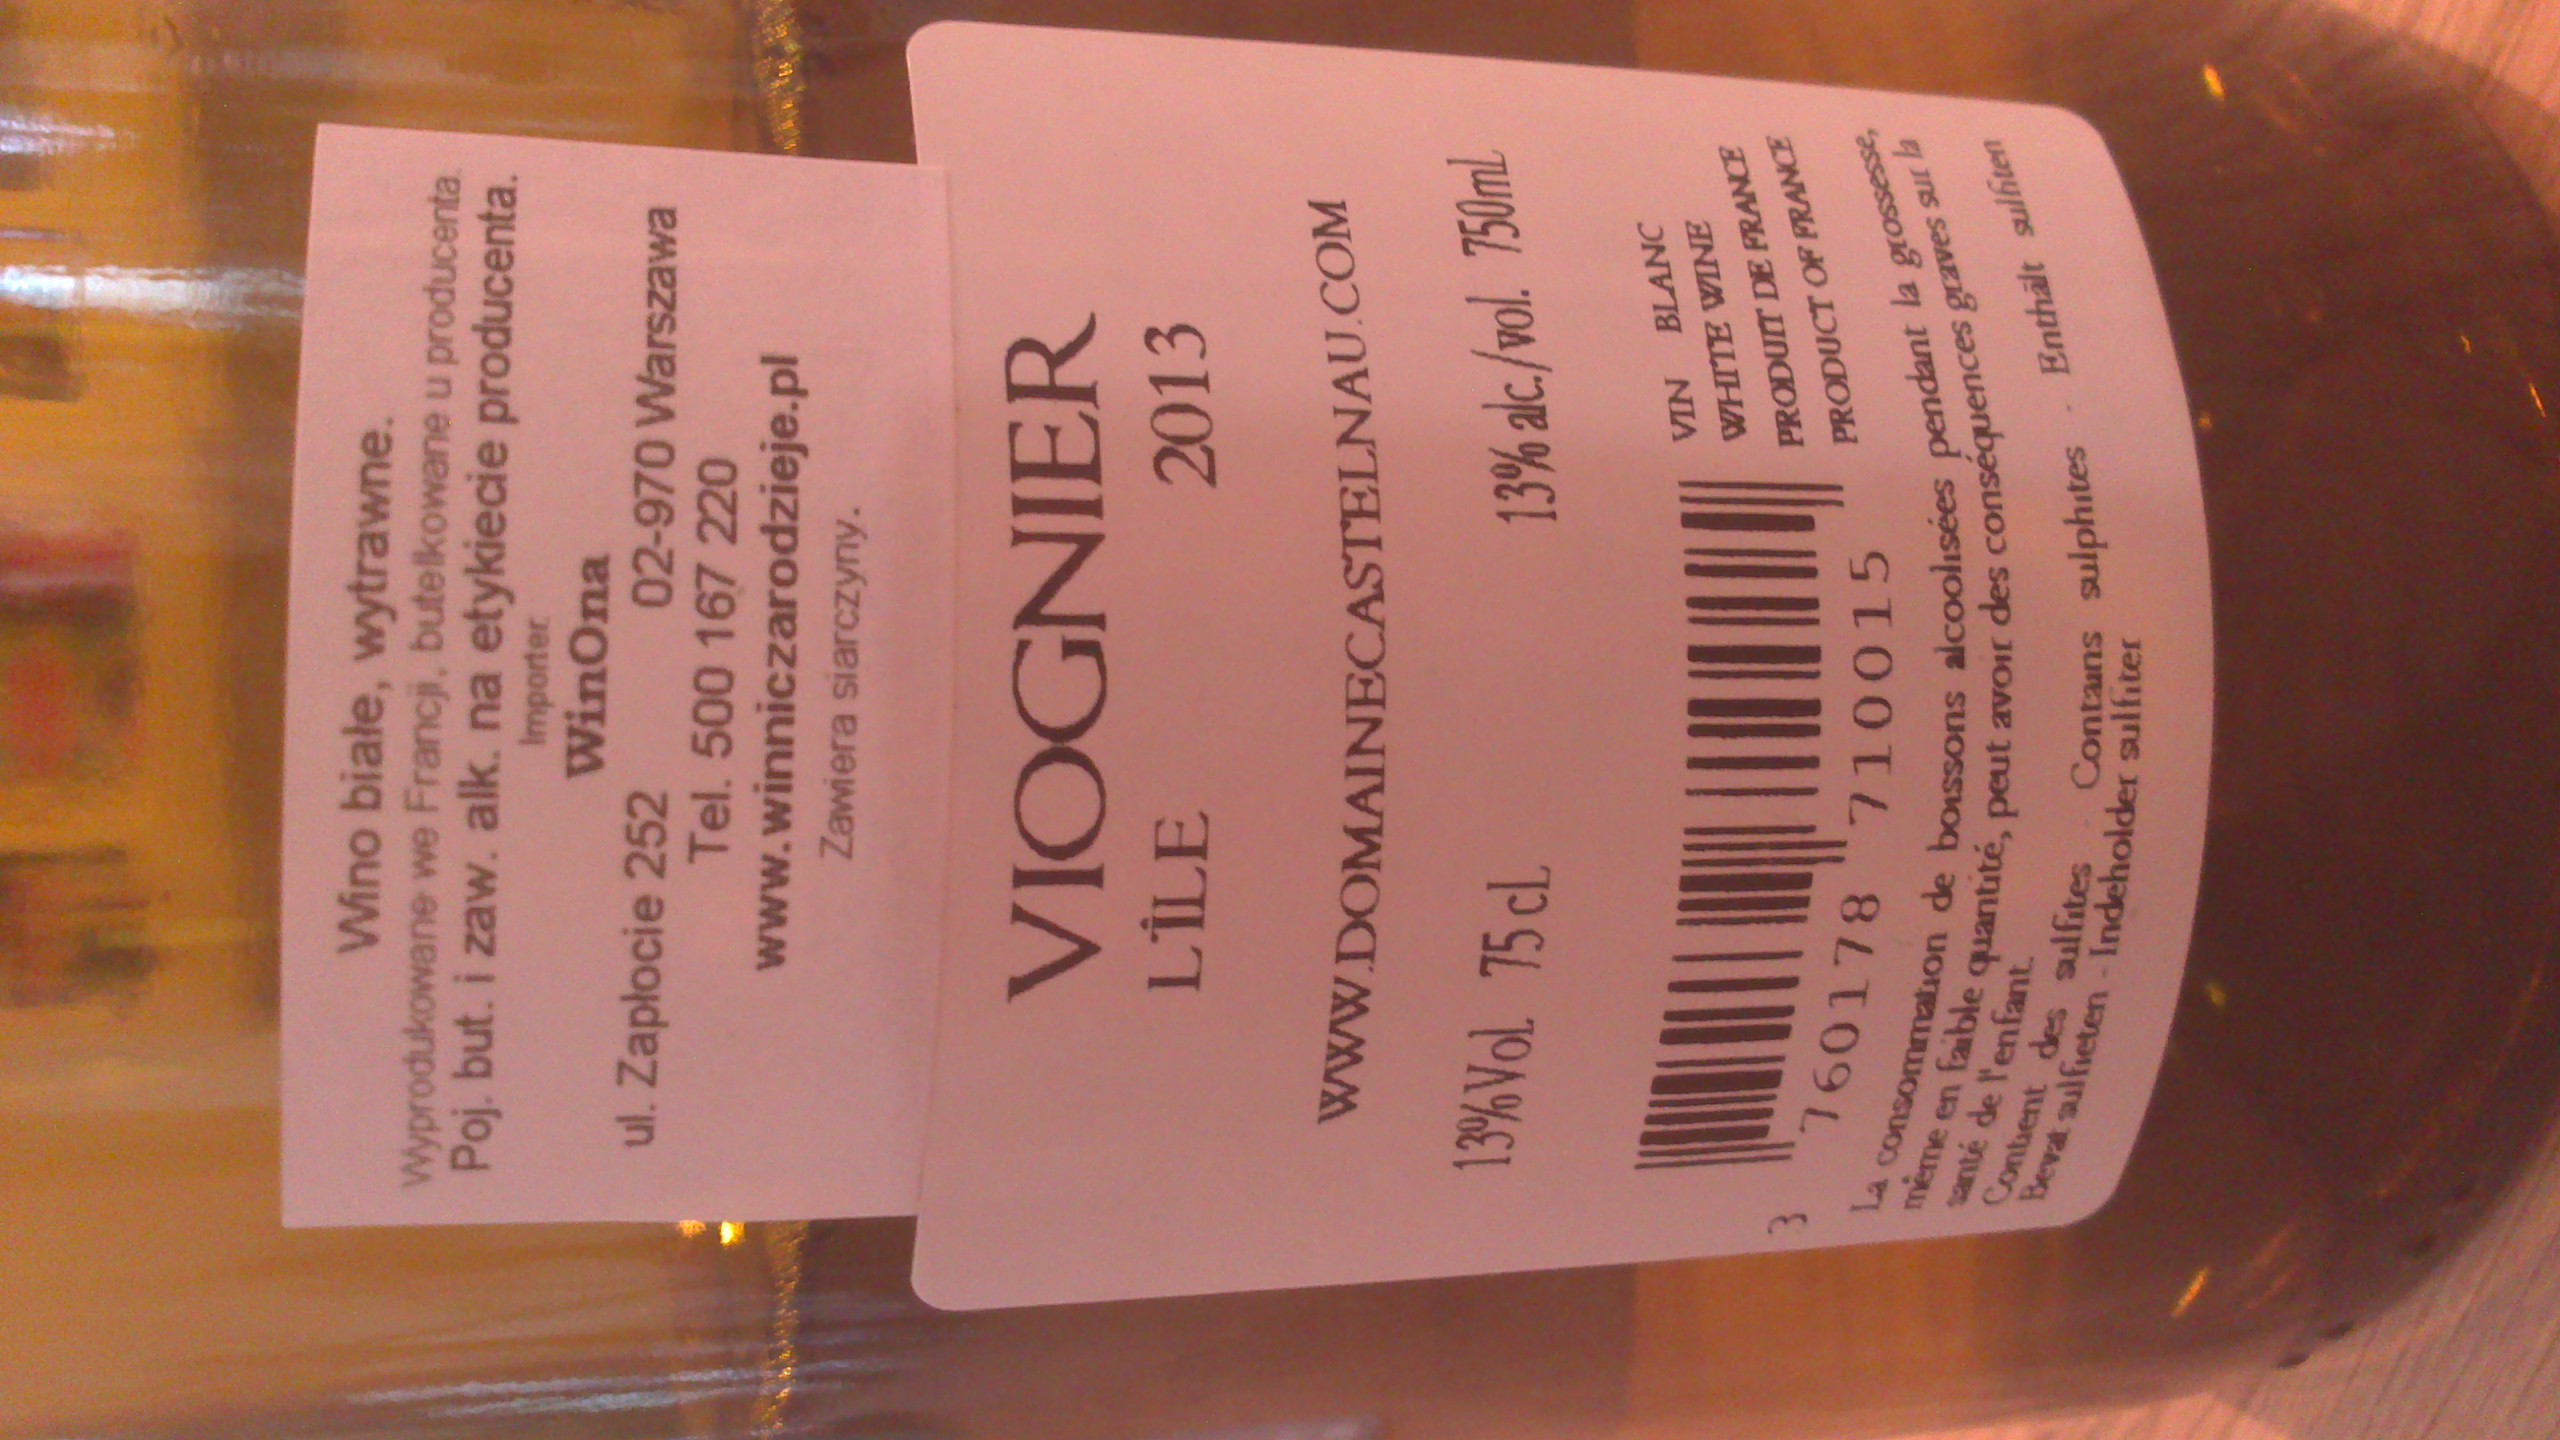 Wino białe, wytrawne.
Wyprodukowane we Francji, butelkowane u producenta.
Poj. but. i zaw. alk. na etykiecie producenta.
Importer:
WinOna
ul. Zapłocie 252 02-970 Warszawa
Tel. 500 167 220
www.winniczarodzieje.pl
Zawiera siarczyny.
VIOGNIER
L'ÎLE 2013
WWW.DOMAINECASTELNAU.COM
13%Vol. 75 cL 13% alc./vol. 750mL
VIN BLANC
WHITE WINE
PRODUIT DE FRANCE
PRODUCT OF FRANCE
3 760178 710015
La consommation de boissons alcoolisées pendant la grossesse,
même en faible quantité, peut avoir des conséquences graves sur la
santé de l'enfant.
Contient des sulfites - Contains sulphites - Enthält sulfiten
Bevat sulfieten - Indeholder sulfiter